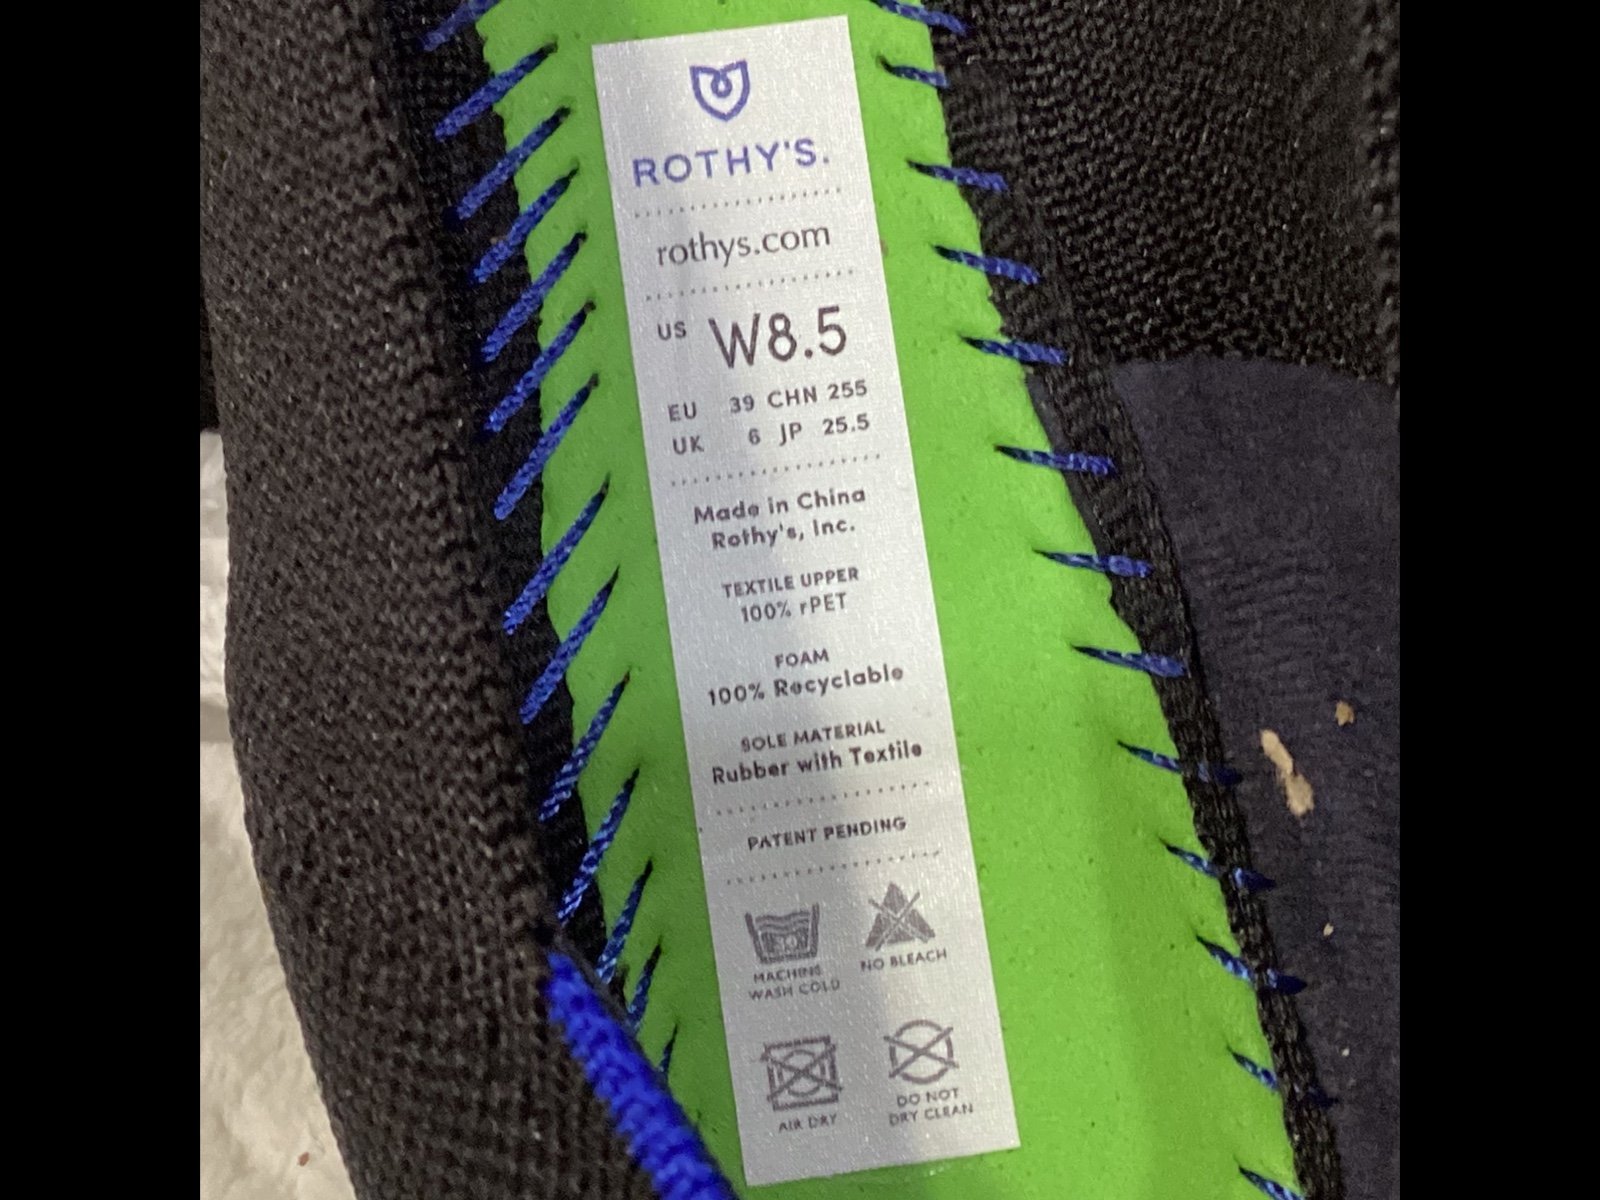 ROTHY'S.
rothys.com
US W8.5
EU 39 CHN 255
UK 6 JP 25.5
Made in China
Rothy's, Inc.
TEXTILE UPPER
100% rPET
FOAM
100% Recyclable
SOLE MATERIAL
Rubber with Textile
PATENT PENDING
30
MACHINE
WASH COLD
NO BLEACH
AIR DRY
DO NOT
DRY CLEAN